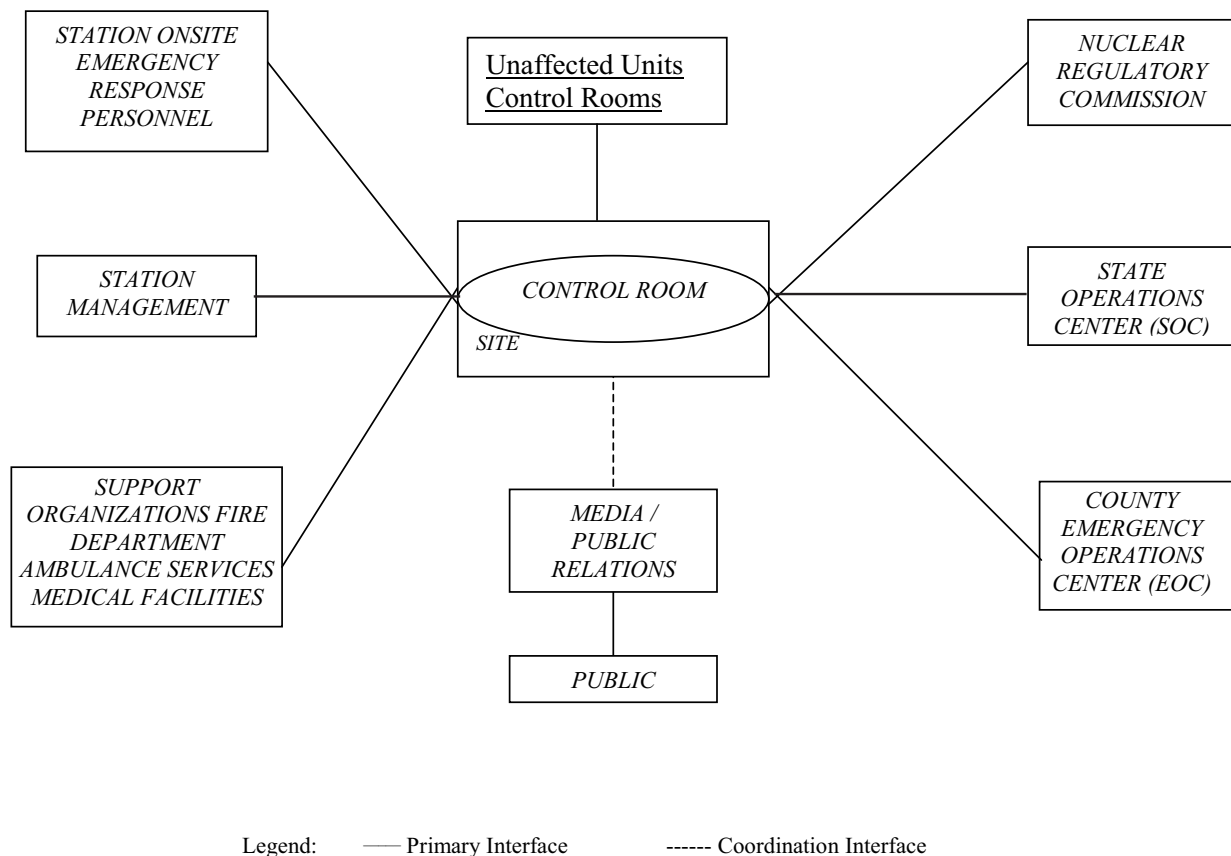 STATION ONSITE
EMERGENCY
RESPONSE
PERSONNEL
Unaffected Units
Control Rooms
NUCLEAR
REGULATORY
COMMISSION
STATION
MANAGEMENT
CONTROL ROOM
SITE
STATE
OPERATIONS
CENTER (SOC)
SUPPORT
ORGANIZATIONS FIRE
DEPARTMENT
AMBULANCE SERVICES
MEDICAL FACILITIES
MEDIA /
PUBLIC
RELATIONS
COUNTY
EMERGENCY
OPERATIONS
CENTER (EOC)
PUBLIC
Legend: —— Primary Interface ------ Coordination Interface